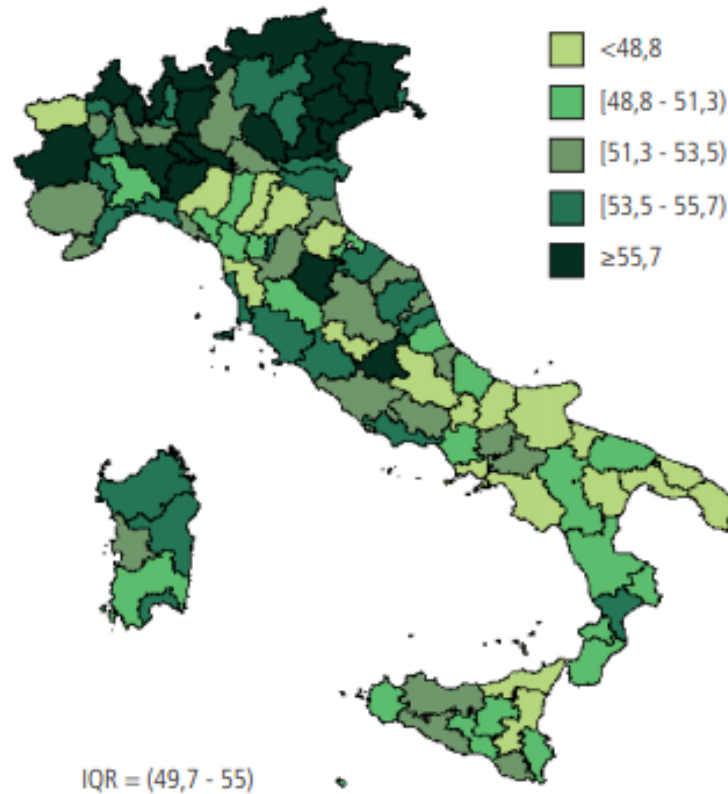 <48,8
[48,8 - 51,3)
[51,3 - 53,5)
[53,5 - 55,7)
≥55,7
IQR = (49,7 - 55)